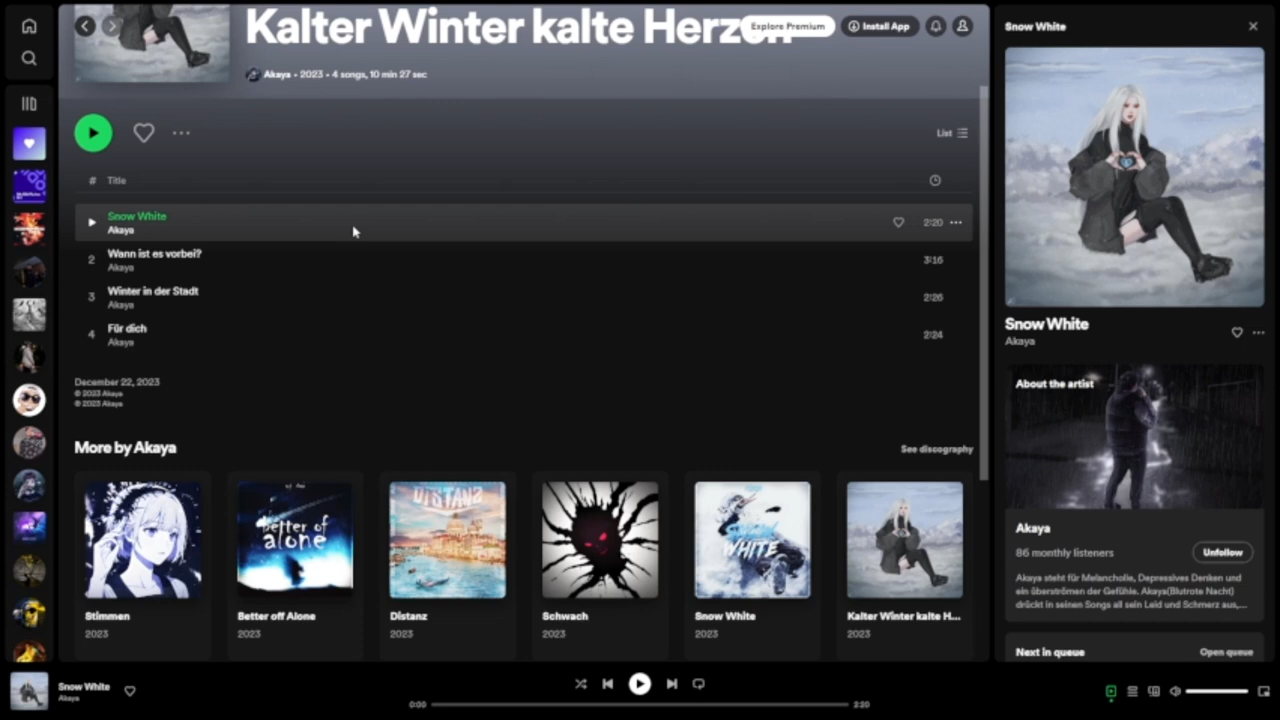 Kalter Winter kalte Herzen
Explore Premium
Install App
Akaya • 2023 • 4 songs, 10 min 27 sec
List
# Title
Snow White
Akaya
2:20
2
Wann ist es vorbei?
Akaya
3:16
3
Winter in der Stadt
Akaya
2:26
4
Für dich
Akaya
2:24
December 22, 2023
© 2023 Akaya
© 2023 Akaya
More by Akaya
See discography
better of
alone
DISTANZ
SNOW
WHITE
Stimmen
2023
Better off Alone
2023
Distanz
2023
Schwach
2023
Snow White
2023
Kalter Winter kalte H...
2023
Snow White
Snow White
Akaya
About the artist
Akaya
86 monthly listeners
Unfollow
Akaya steht für Melancholie, Depressives Denken und
ein überströmen der Gefühle. Akaya(Blutrote Nacht)
drückt in seinen Songs all sein Leid und Schmerz aus,...
Next in queue
Open queue
Snow White
Akaya
0:00
2:20